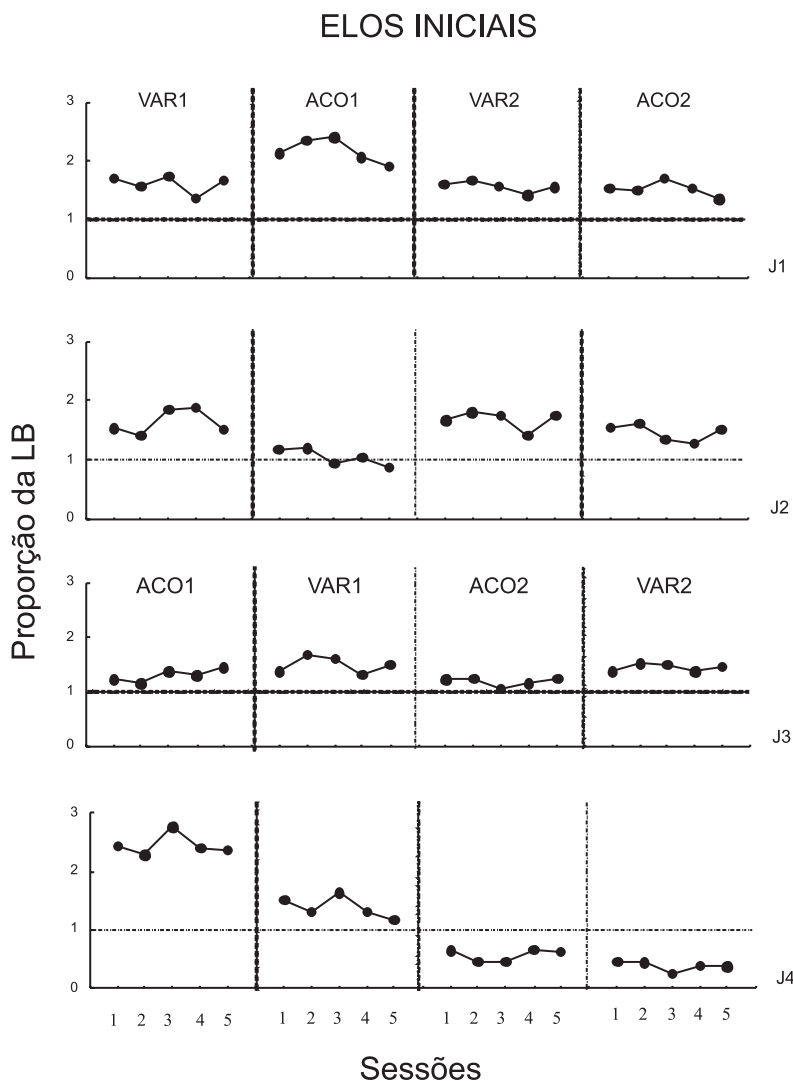 ELOS INICIAIS
VAR1 ACO1 VAR2 ACO2
3
2
1
0
J1
3
2
1
0
J2
ACO1 VAR1 ACO2 VAR2
3
2
1
0
J3
3
2
1
0
J4
Proporção da LB
1 2 3 4 5 1 2 3 4 5 1 2 3 4 5 1 2 3 4 5
Sessões